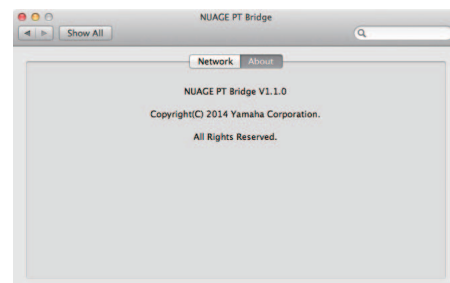 NUAGE PT Bridge
Show All
Network About
NUAGE PT Bridge V1.1.0
Copyright(C) 2014 Yamaha Corporation.
All Rights Reserved.